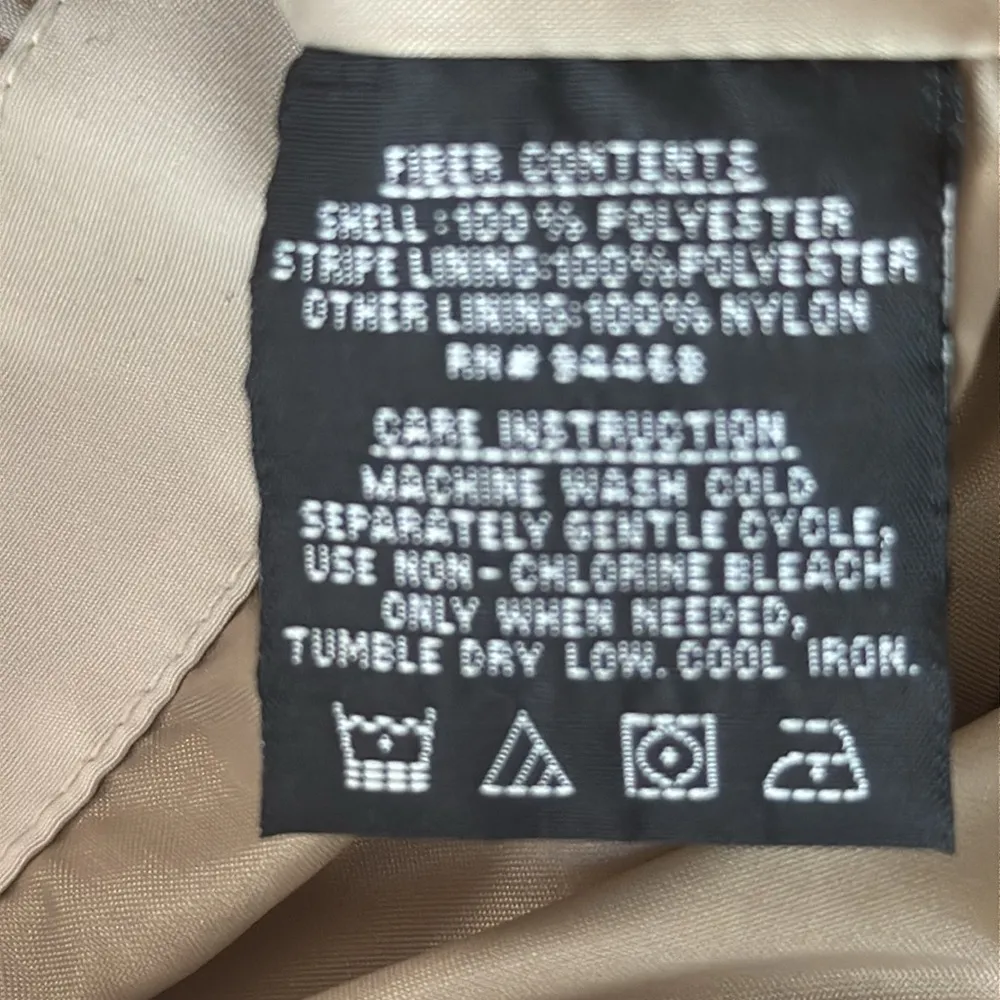 FIBER CONTENTS
SHELL:100% POLYESTER
STRIPE LINING:100%POLYESTER
OTHER LINING:100% NYLON
RN#
CARE INSTRUCTION
MACHINE WASH COLD
SEPARATELY GENTLE CYCLE,
USE NON-CHLORINE BLEACH
ONLY WHEN NEEDED,
TUMBLE DRY LOW. COOL IRON.